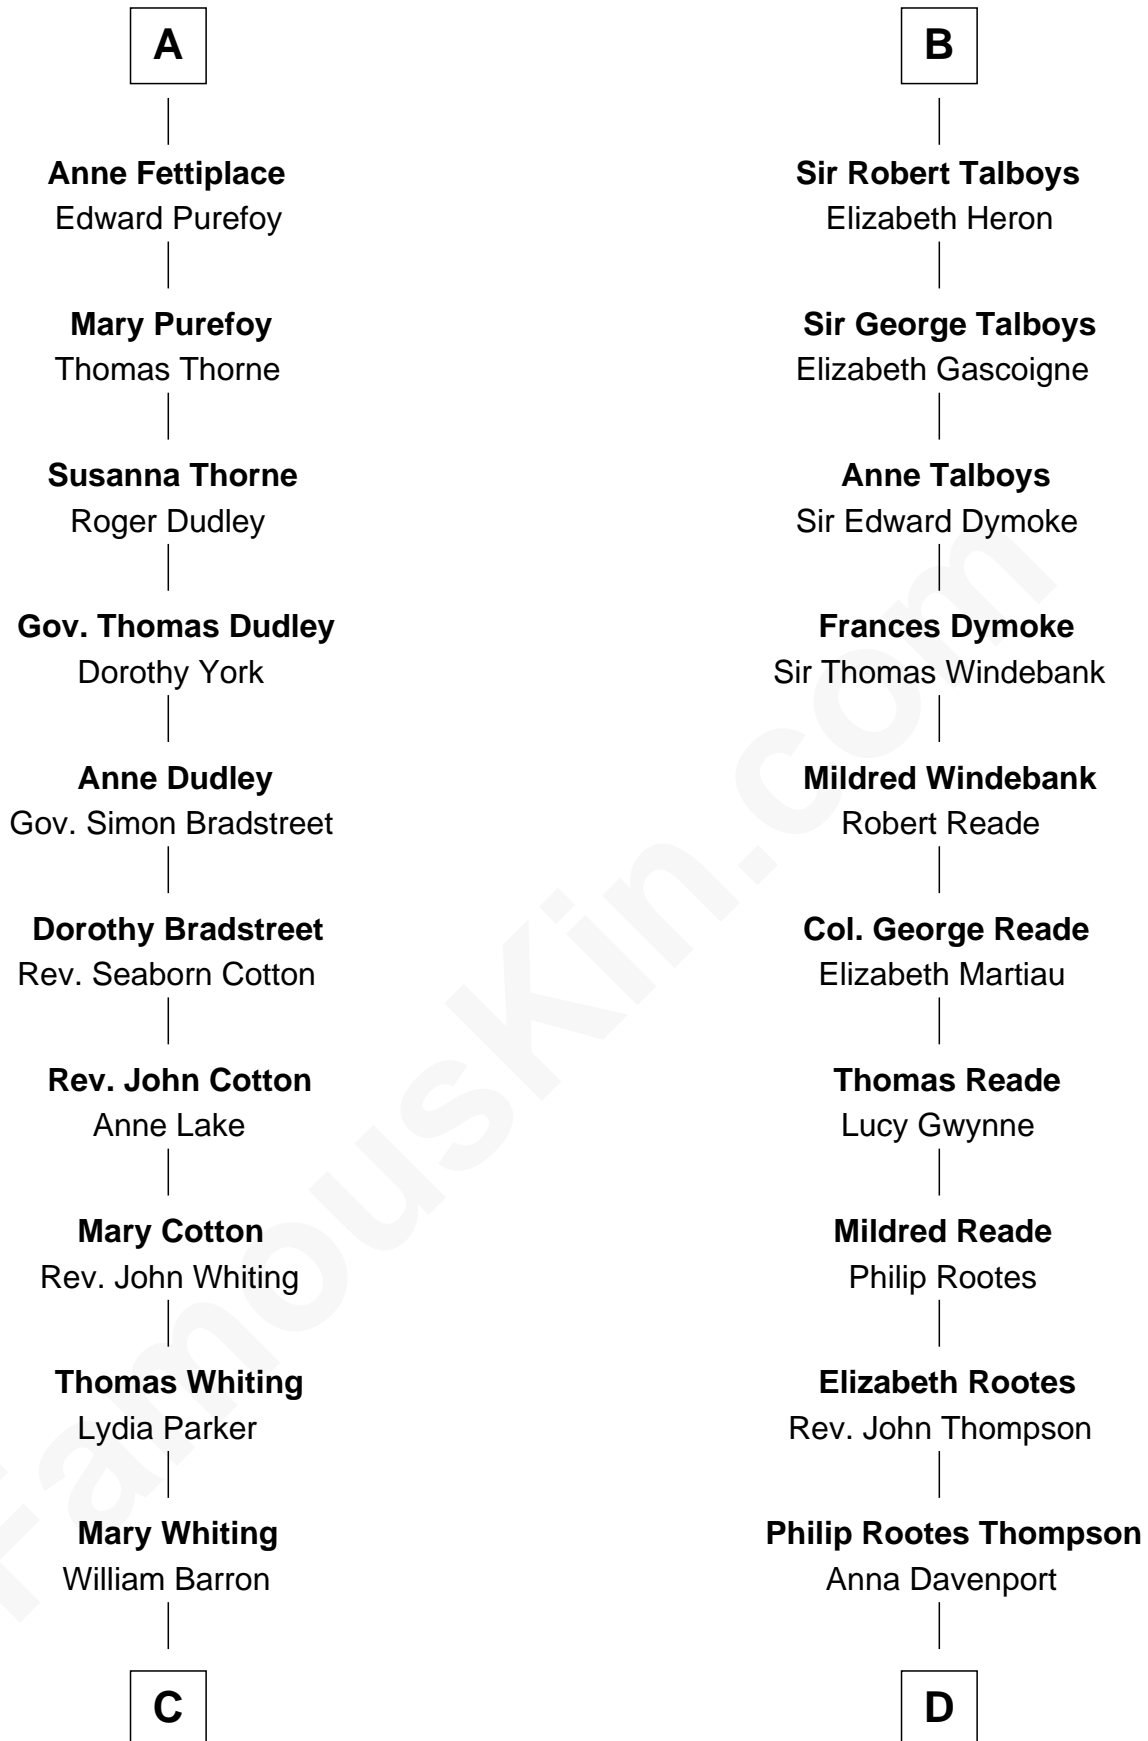 A
Anne Fettiplace
Edward Purefoy
Mary Purefoy
Thomas Thorne
Susanna Thorne
Roger Dudley
Gov. Thomas Dudley
Dorothy York
Anne Dudley
Gov. Simon Bradstreet
Dorothy Bradstreet
Rev. Seaborn Cotton
Rev. John Cotton
Anne Lake
Mary Cotton
Rev. John Whiting
Thomas Whiting
Lydia Parker
Mary Whiting
William Barron
C
B
Sir Robert Talboys
Elizabeth Heron
Sir George Talboys
Elizabeth Gascoigne
Anne Talboys
Sir Edward Dymoke
Frances Dymoke
Sir Thomas Windebank
Mildred Windebank
Robert Reade
Col. George Reade
Elizabeth Martiau
Thomas Reade
Lucy Gwynne
Mildred Reade
Philip Rootes
Elizabeth Rootes
Rev. John Thompson
Philip Rootes Thompson
Anna Davenport
D
FamousKin.com